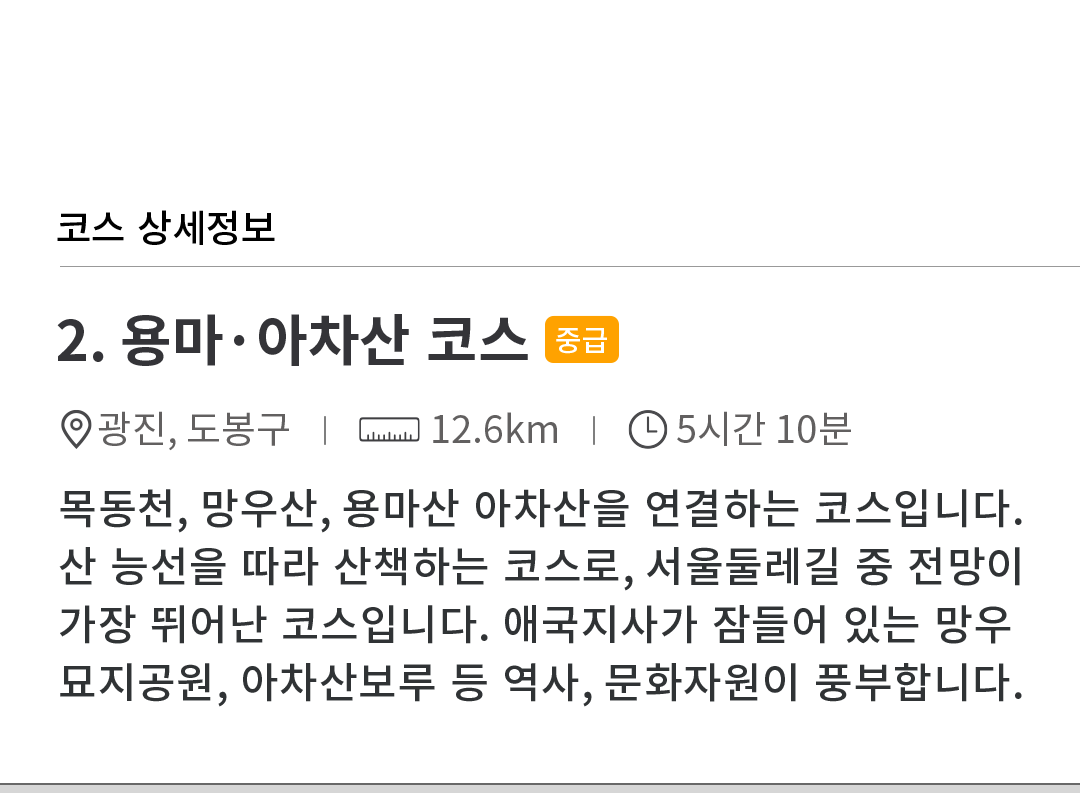 코스 상세정보
2. 용마·아차산 코스 중급
광진, 도봉구 | 12.6km | 5시간 10분
목동천, 망우산, 용마산 아차산을 연결하는 코스입니다.
산 능선을 따라 산책하는 코스로, 서울둘레길 중 전망이
가장 뛰어난 코스입니다. 애국지사가 잠들어 있는 망우
묘지공원, 아차산보루 등 역사, 문화자원이 풍부합니다.